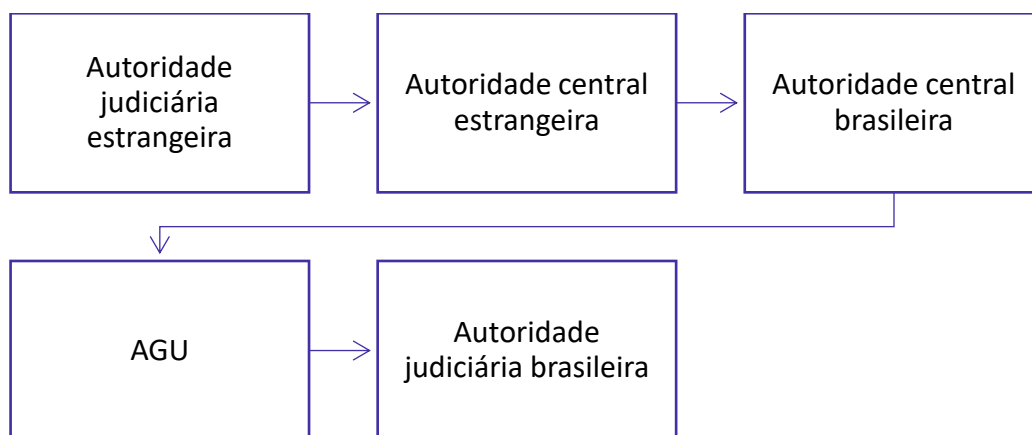 Autoridade
judiciária
estrangeira
Autoridade central
estrangeira
Autoridade central
brasileira
AGU
Autoridade
judiciária brasileira